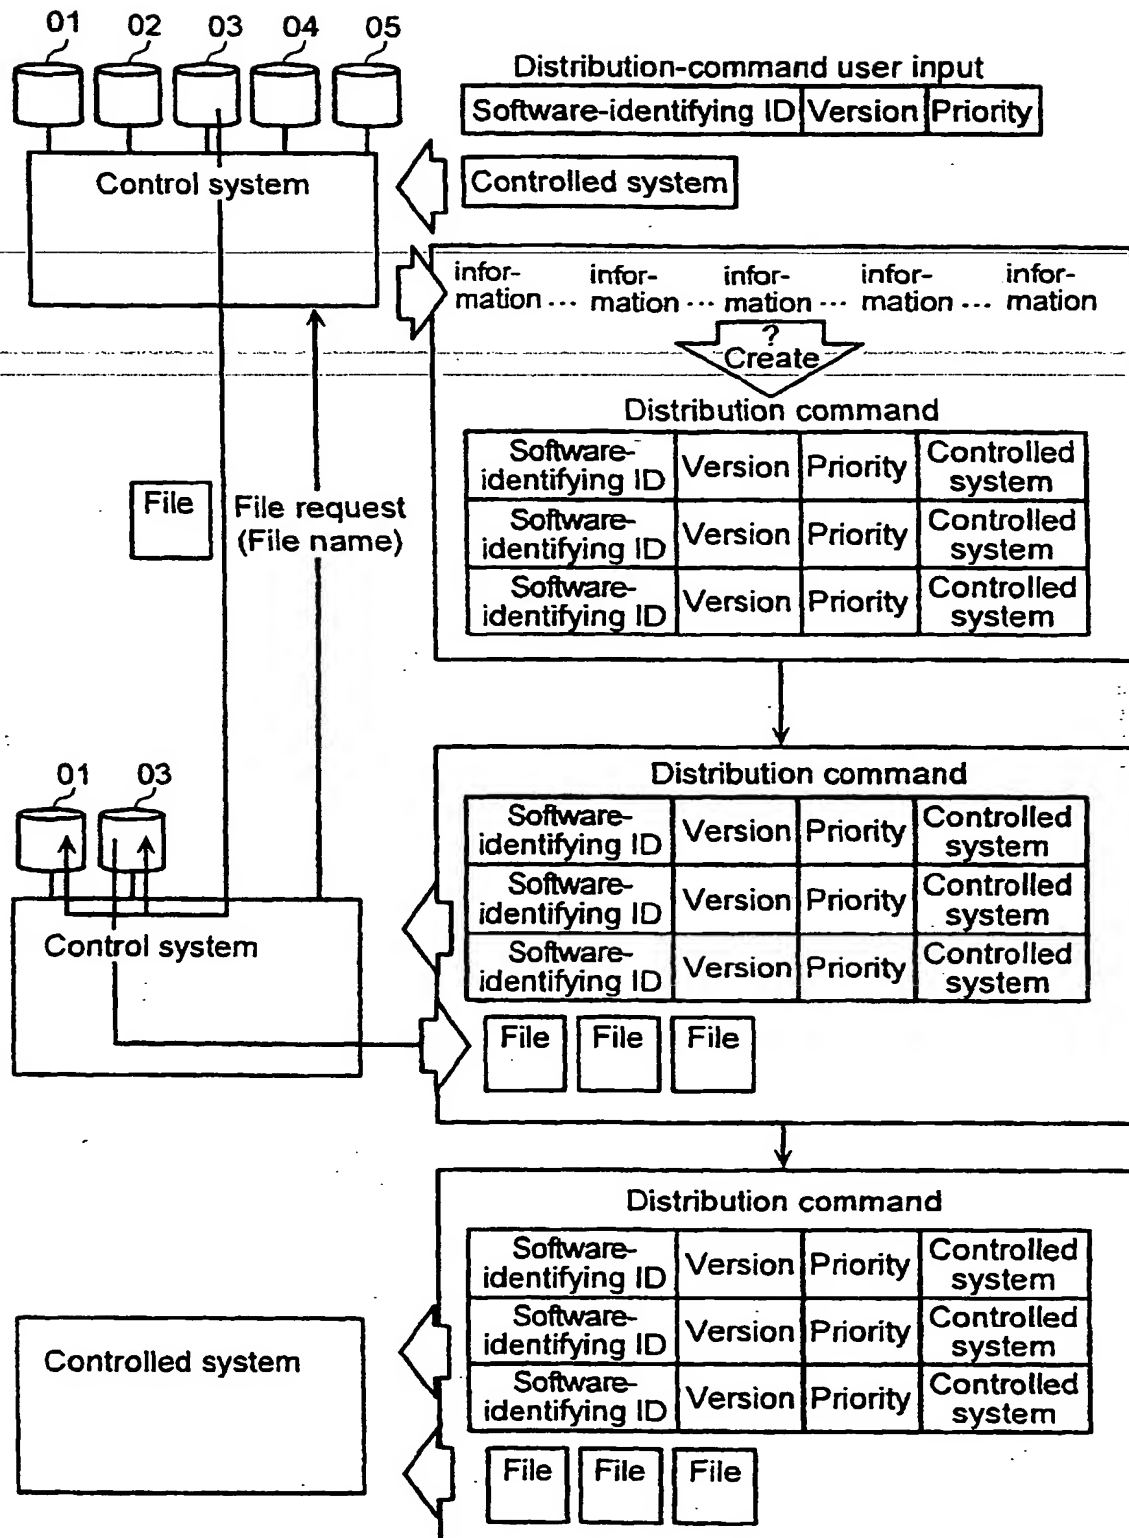 01 02 03 04 05
Distribution-command user input
Software-identifying ID Version Priority
Control system
Controlled system
infor- infor- infor- infor- infor-
mation ... mation ... mation ... mation ... mation
?
Create
Distribution command
Software- Controlled
identifying ID Version Priority system
Software- Controlled
identifying ID Version Priority system
Software- Controlled
identifying ID Version Priority system
File
File request
(File name)
01 03
Control system
Distribution command
Software- Controlled
identifying ID Version Priority system
Software- Controlled
identifying ID Version Priority system
Software- Controlled
identifying ID Version Priority system
File File File
Controlled system
Distribution command
Software- Controlled
identifying ID Version Priority system
Software- Controlled
identifying ID Version Priority system
Software- Controlled
identifying ID Version Priority system
File File File